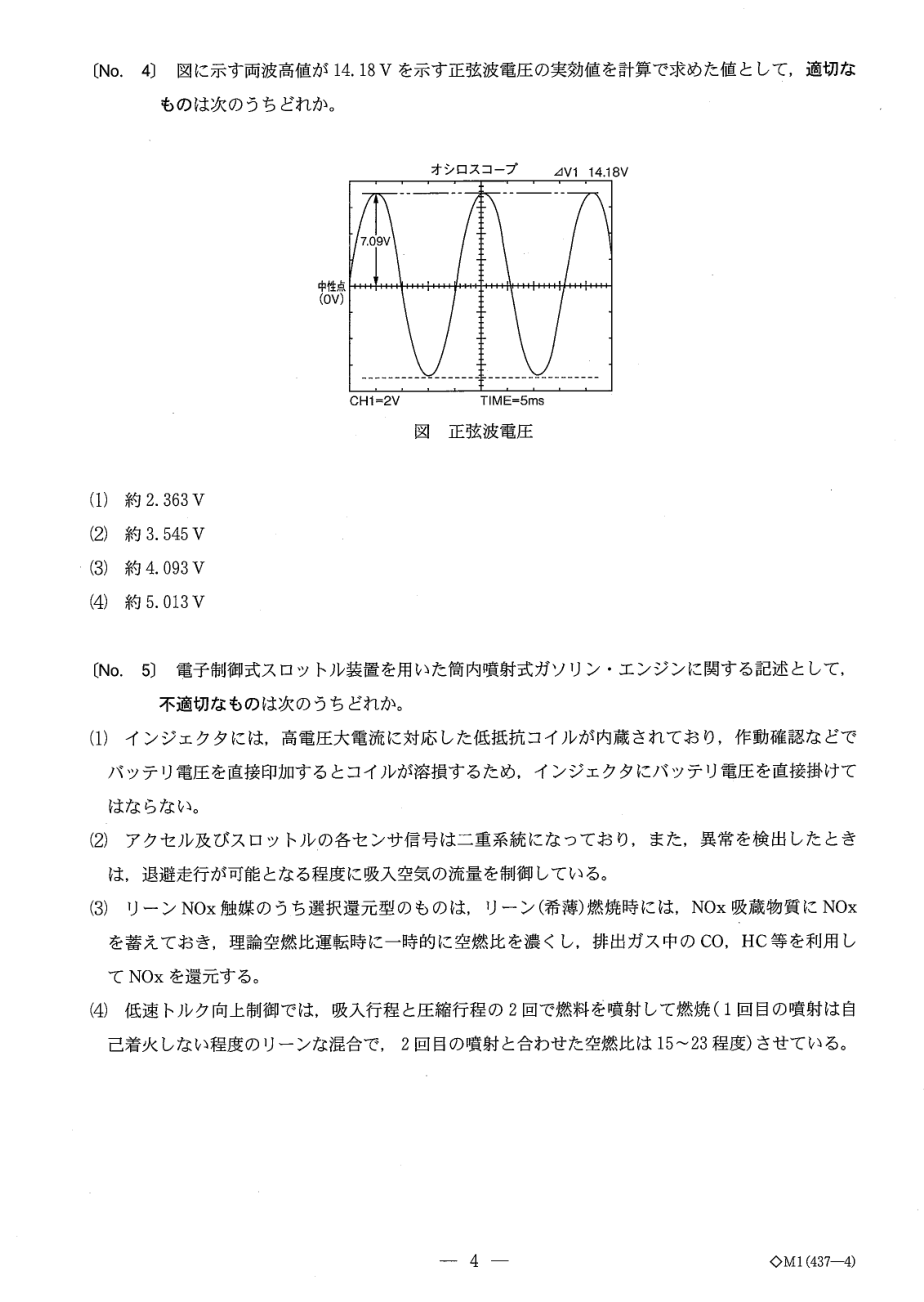 〔No. 4〕 図に示す両波高値が 14.18 V を示す正弦波電圧の実効値を計算で求めた値として，適切な
ものは次のうちどれか。
オシロスコープ ⊿V1 14.18V
7.09V
中性点
(0V)
CH1=2V TIME=5ms
図 正弦波電圧
⑴ 約 2.363 V
⑵ 約 3.545 V
⑶ 約 4.093 V
⑷ 約 5.013 V
〔No. 5〕 電子制御式スロットル装置を用いた筒内噴射式ガソリン・エンジンに関する記述として，
不適切なものは次のうちどれか。
⑴ インジェクタには，高電圧大電流に対応した低抵抗コイルが内蔵されており，作動確認などで
バッテリ電圧を直接印加するとコイルが溶損するため，インジェクタにバッテリ電圧を直接掛けて
はならない。
⑵ アクセル及びスロットルの各センサ信号は二重系統になっており，また，異常を検出したとき
は，退避走行が可能となる程度に吸入空気の流量を制御している。
⑶ リーン NOx 触媒のうち選択還元型のものは，リーン(希薄)燃焼時には，NOx 吸蔵物質に NOx
を蓄えておき，理論空燃比運転時に一時的に空燃比を濃くし，排出ガス中の CO，HC 等を利用し
て NOx を還元する。
⑷ 低速トルク向上制御では，吸入行程と圧縮行程の 2 回で燃料を噴射して燃焼(1 回目の噴射は自
己着火しない程度のリーンな混合で，2 回目の噴射と合わせた空燃比は 15～23 程度)させている。
― 4 ―
◇M1(437―4)